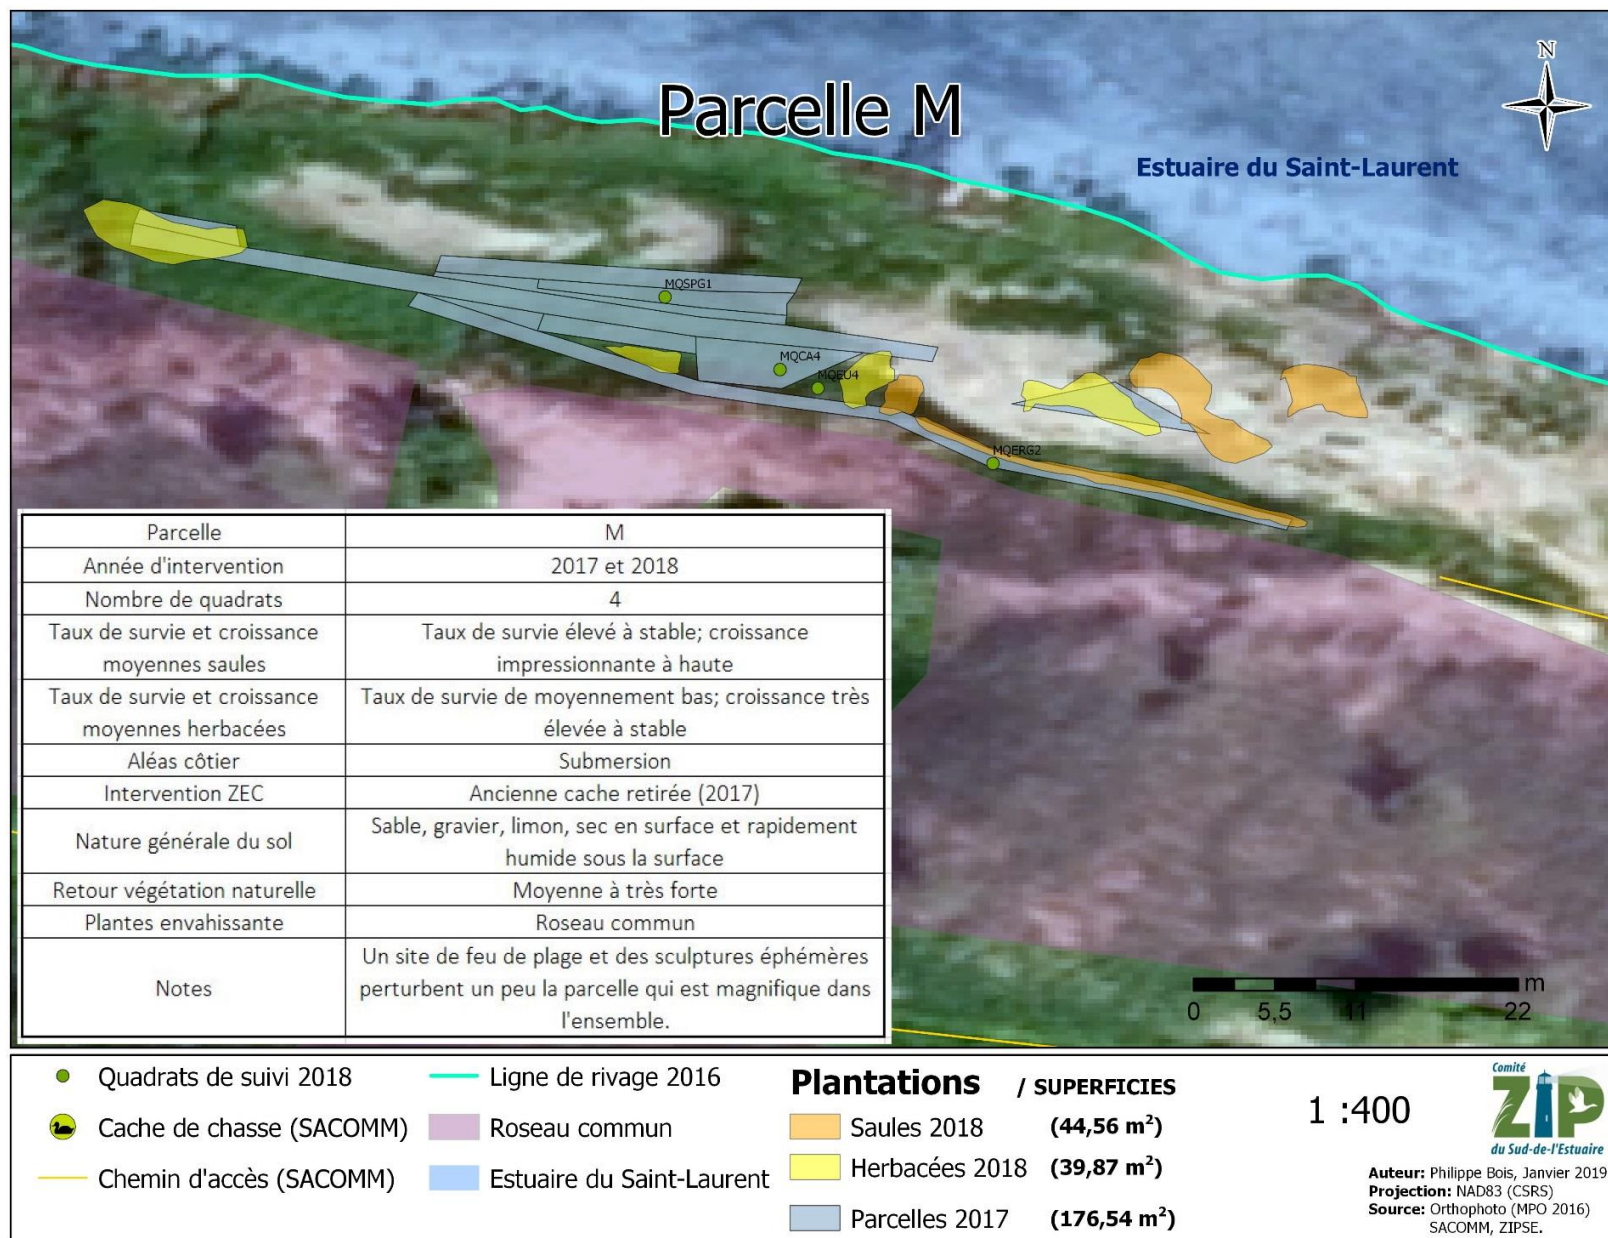 Parcelle M
N
Estuaire du Saint-Laurent
MQSPG1
MQCA4
MQEU4
MQERG2
Parcelle M
Année d'intervention 2017 et 2018
Nombre de quadrats 4
Taux de survie et croissance moyennes saules Taux de survie élevé à stable; croissance impressionnante à haute
Taux de survie et croissance moyennes herbacées Taux de survie de moyennement bas; croissance très élevée à stable
Aléas côtier Submersion
Intervention ZEC Ancienne cache retirée (2017)
Nature générale du sol Sable, gravier, limon, sec en surface et rapidement humide sous la surface
Retour végétation naturelle Moyenne à très forte
Plantes envahissante Roseau commun
Notes Un site de feu de plage et des sculptures éphémères perturbent un peu la parcelle qui est magnifique dans l'ensemble.
m
0 5,5 11 22
Quadrats de suivi 2018
Cache de chasse (SACOMM)
Chemin d'accès (SACOMM)
Ligne de rivage 2016
Roseau commun
Estuaire du Saint-Laurent
Plantations / SUPERFICIES
Saules 2018 (44,56 m²)
Herbacées 2018 (39,87 m²)
Parcelles 2017 (176,54 m²)
1 :400
Comité
ZIP
du Sud-de-l'Estuaire
Auteur: Philippe Bois, Janvier 2019
Projection: NAD83 (CSRS)
Source: Orthophoto (MPO 2016)
SACOMM, ZIPSE.